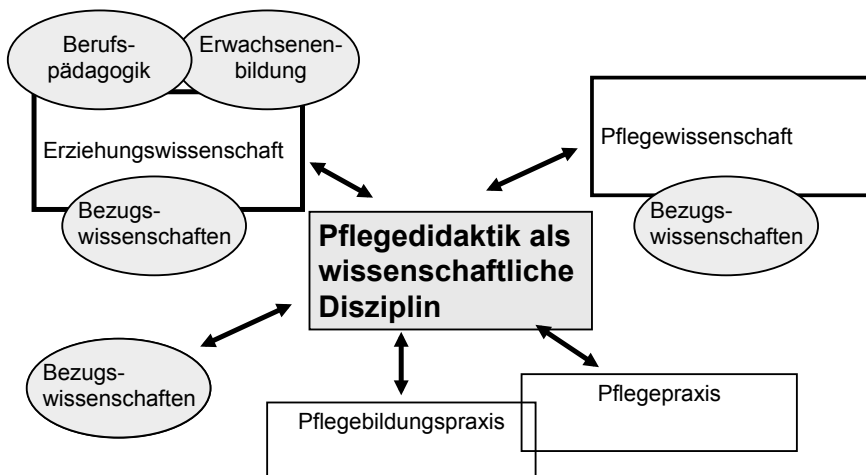 Berufs-
pädagogik
Erwachsenen-
bildung
Erziehungswissenschaft
Bezugs-
wissenschaften
Pflegewissenschaft
Bezugs-
wissenschaften
Pflegedidaktik als
wissenschaftliche
Disziplin
Bezugs-
wissenschaften
Pflegebildungspraxis
Pflegepraxis